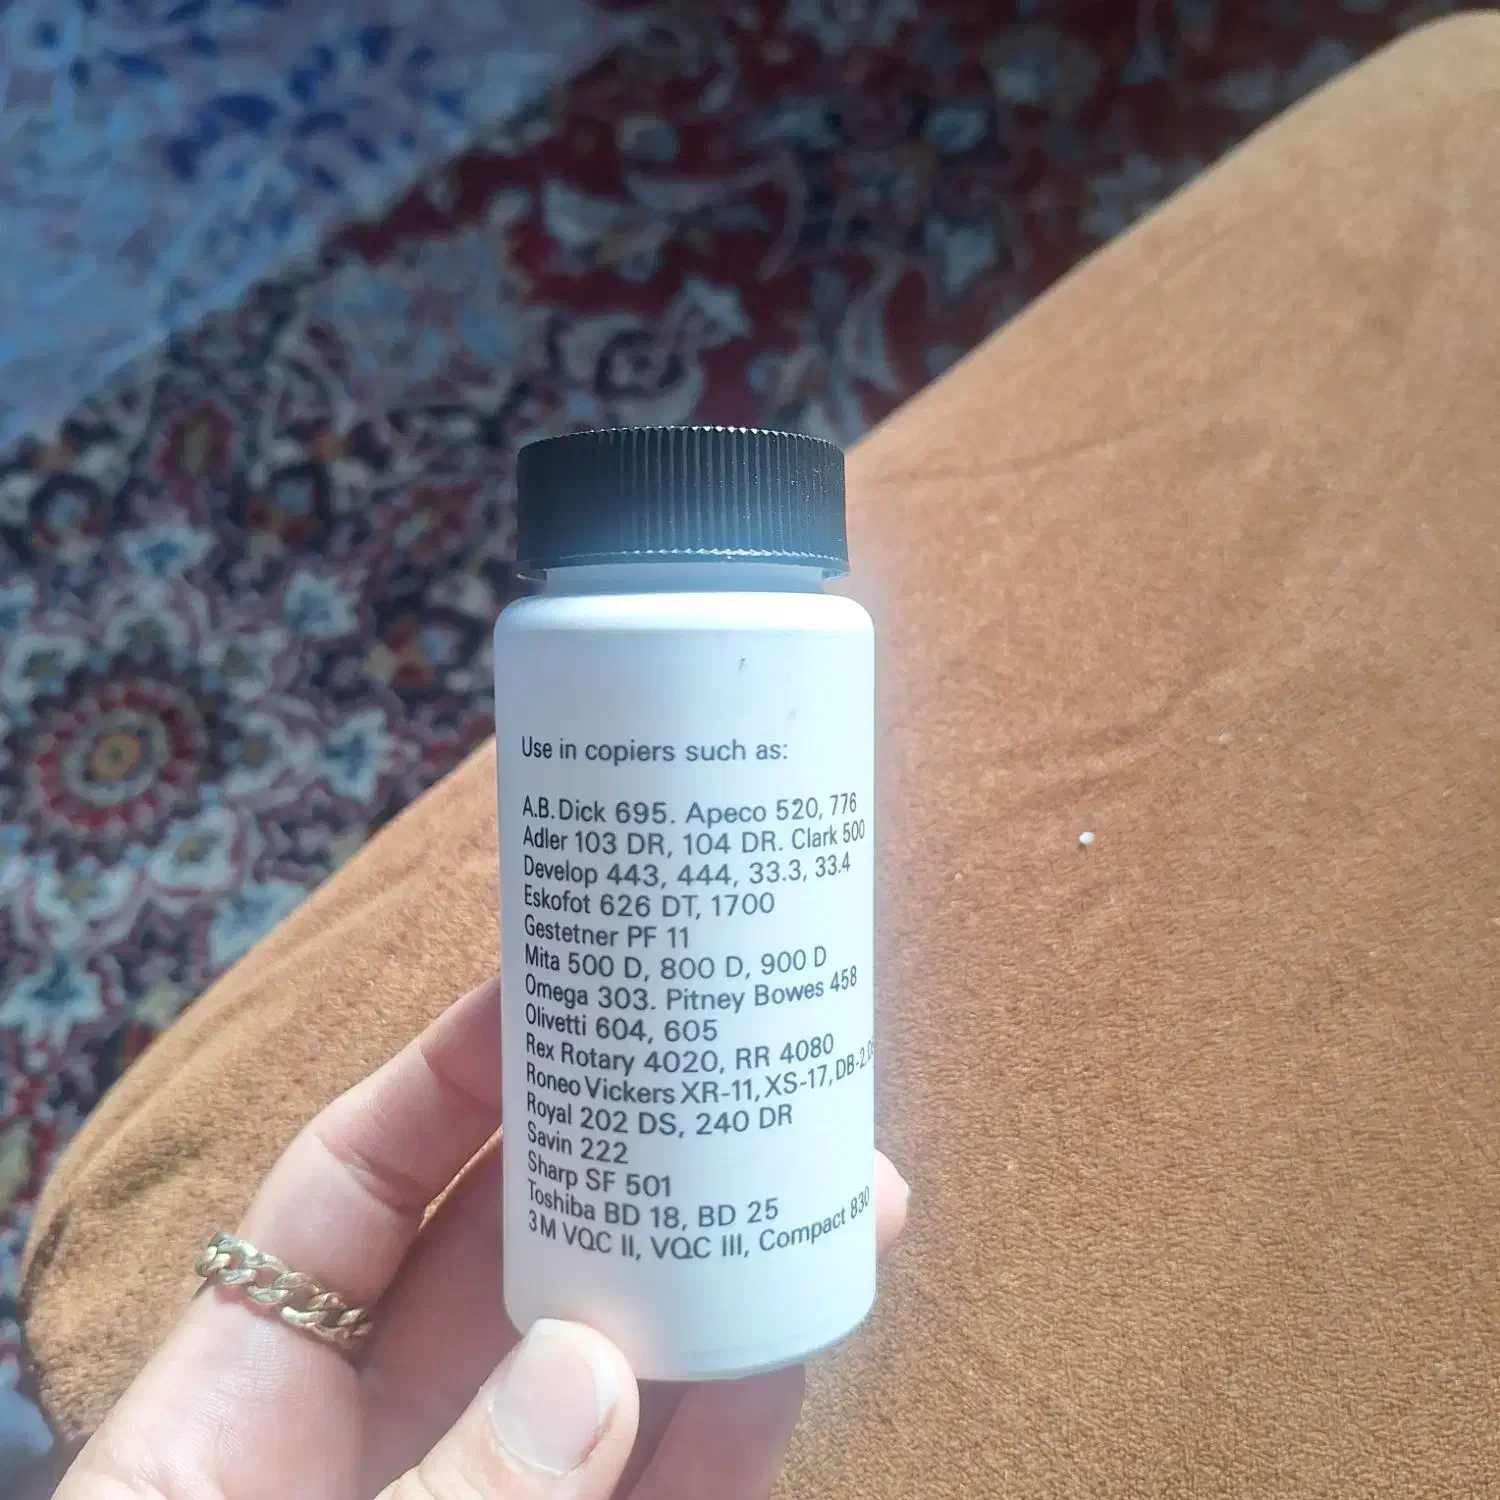 Use in copiers such as:
A.B. Dick 695. Apeco 520, 776
Adler 103 DR, 104 DR. Clark 500
Develop 443, 444, 33.3, 33.4
Eskofot 626 DT, 1700
Gestetner PF 11
Mita 500 D, 800 D, 900 D
Omega 303. Pitney Bowes 458
Olivetti 604, 605
Rex Rotary 4020, RR 4080
Roneo Vickers XR-11, XS-17, DB-2,
Royal 202 DS, 240 DR
Savin 222
Sharp SF 501
Toshiba BD 18, BD 25
3M VQC II, VQC III, Compact 830